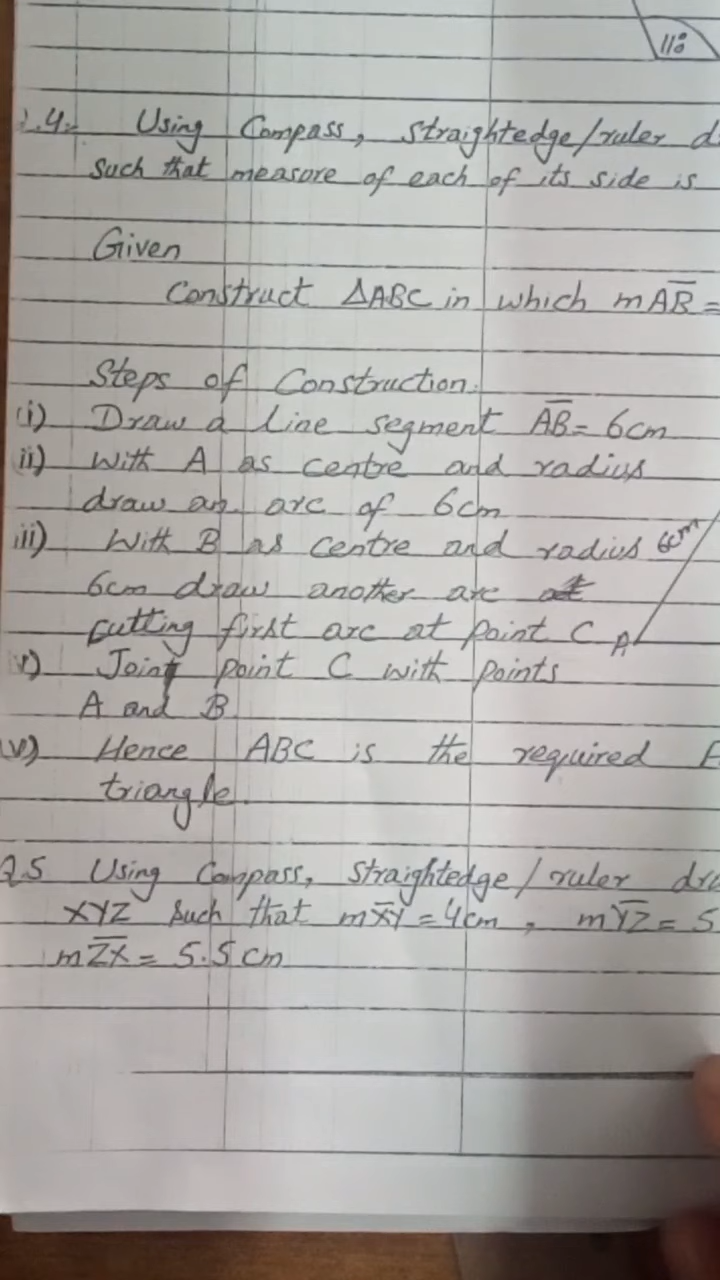 110°
.4. Using Compass, straightedge/ruler
such that measure of each of its side is
Given
Construct ΔABC in which mAB =
Steps of Construction.
(i) Draw a line segment AB = 6cm
ii) with A as centre and radius
draw an arc of 6cm
iii) With B as centre and radius 6cm
6cm draw another arc
cutting first arc at point C A
v) Joint point C with points
A and B
v) Hence ABC is the required
triangle
Q5 Using Compass, straightedge/ruler
XYZ such that mXY = 4cm, mYZ = 5
mZX = 5.5 cm